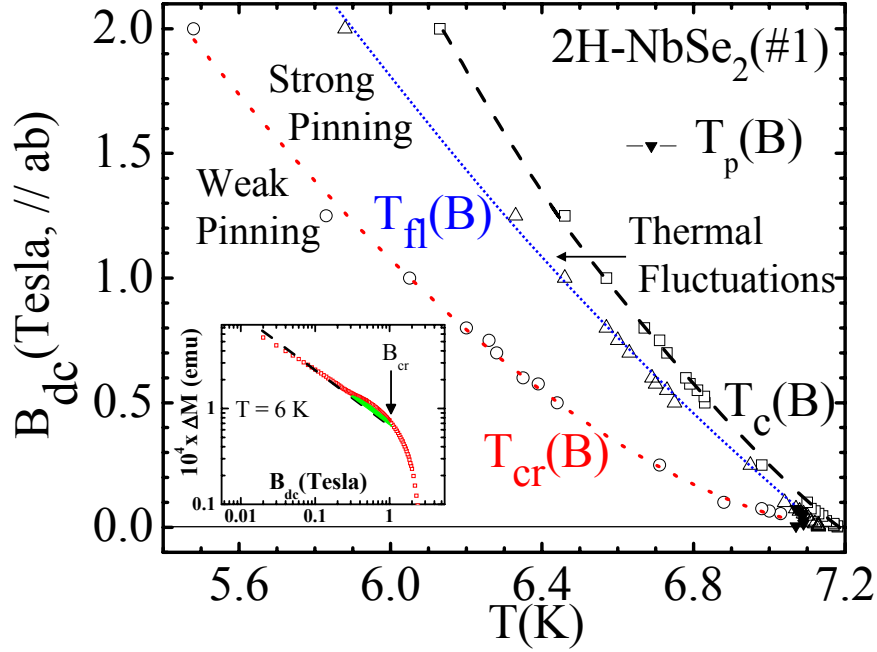 2H-NbSe2(#1)
Tp(B)
Strong
Pinning
Weak
Pinning
Tfl(B)
Thermal
Fluctuations
Tc(B)
Tcr(B)
Bdc(Tesla, // ab)
2.0
1.5
1.0
0.5
0.0
5.6
6.0
6.4
6.8
7.2
T(K)
10^4 x ΔM (emu)
1
0.1
Bcr
T = 6 K
Bdc(Tesla)
0.01
0.1
1